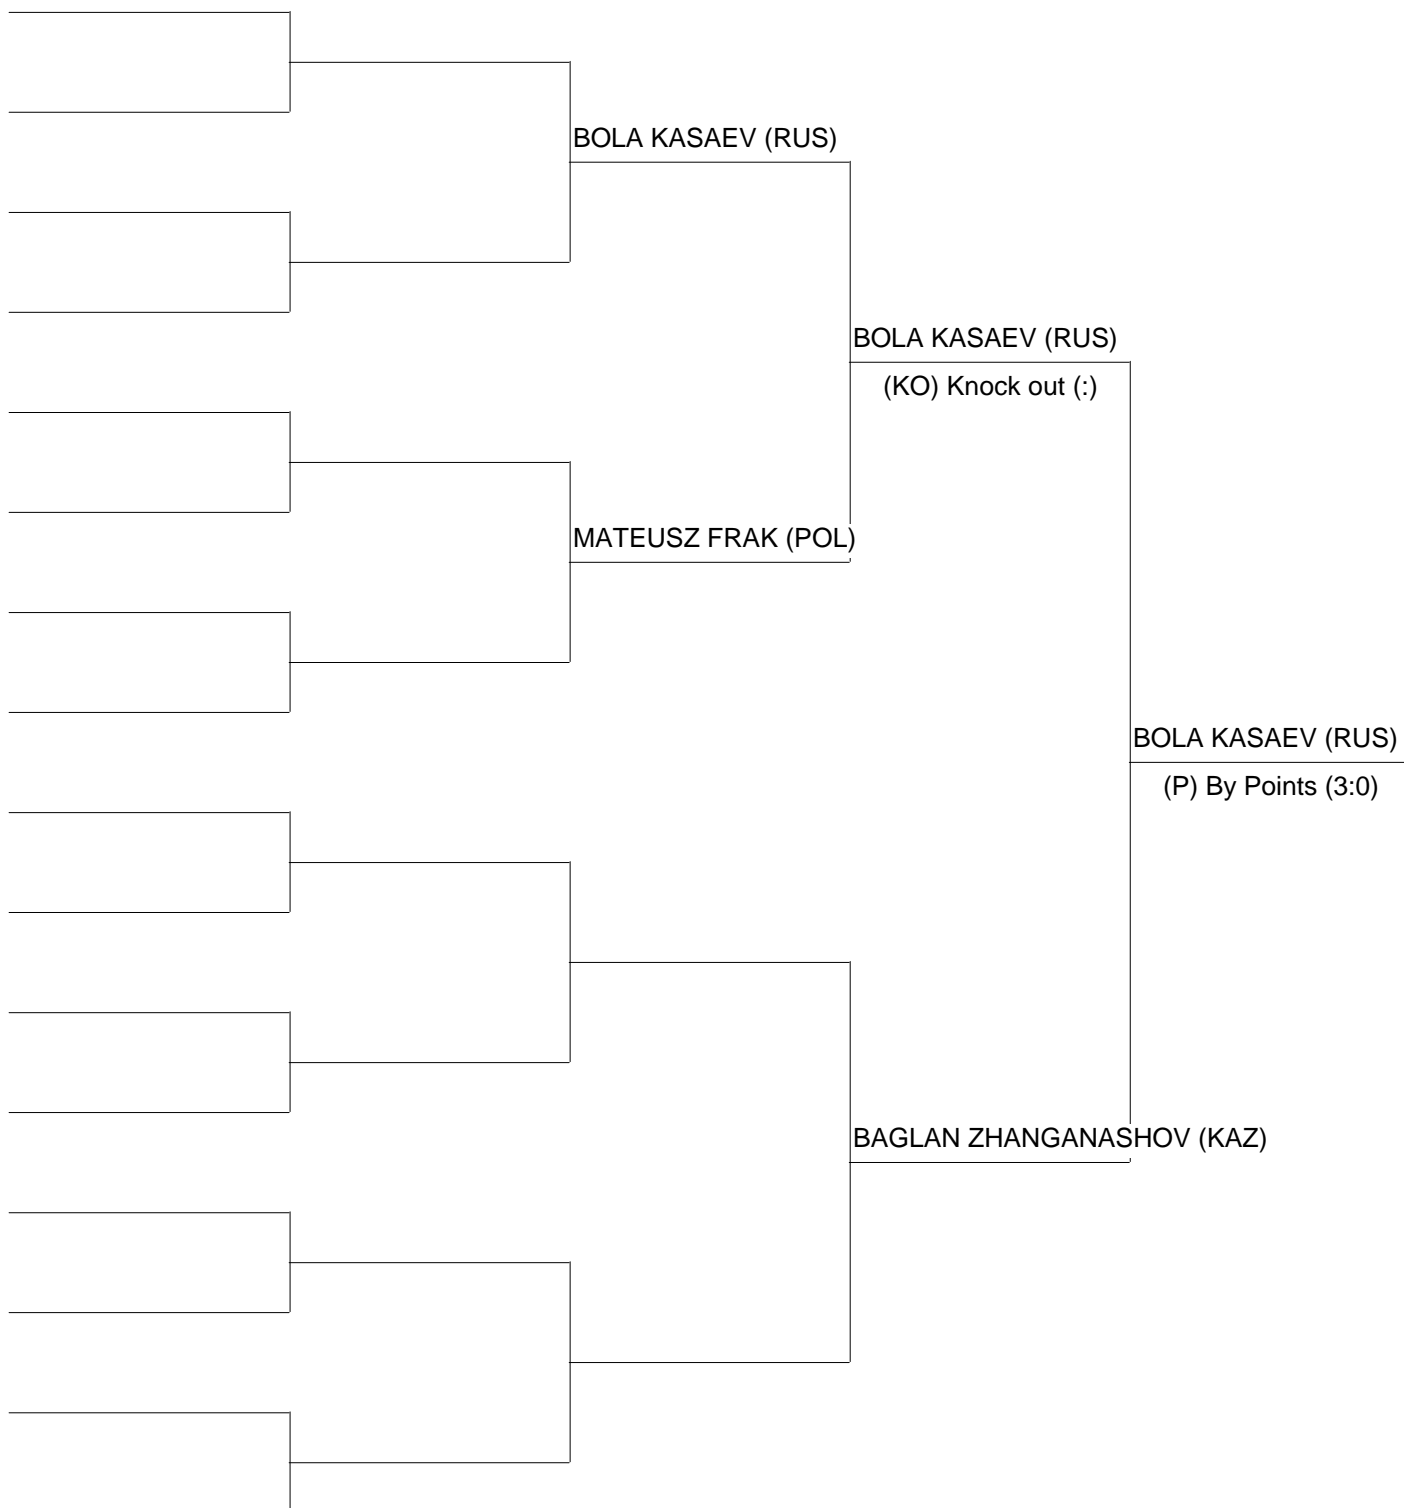 BOLA KASAEV (RUS)
BOLA KASAEV (RUS)
(KO) Knock out (:)
MATEUSZ FRAK (POL)
BOLA KASAEV (RUS)
(P) By Points (3:0)
BAGLAN ZHANGANASHOV (KAZ)